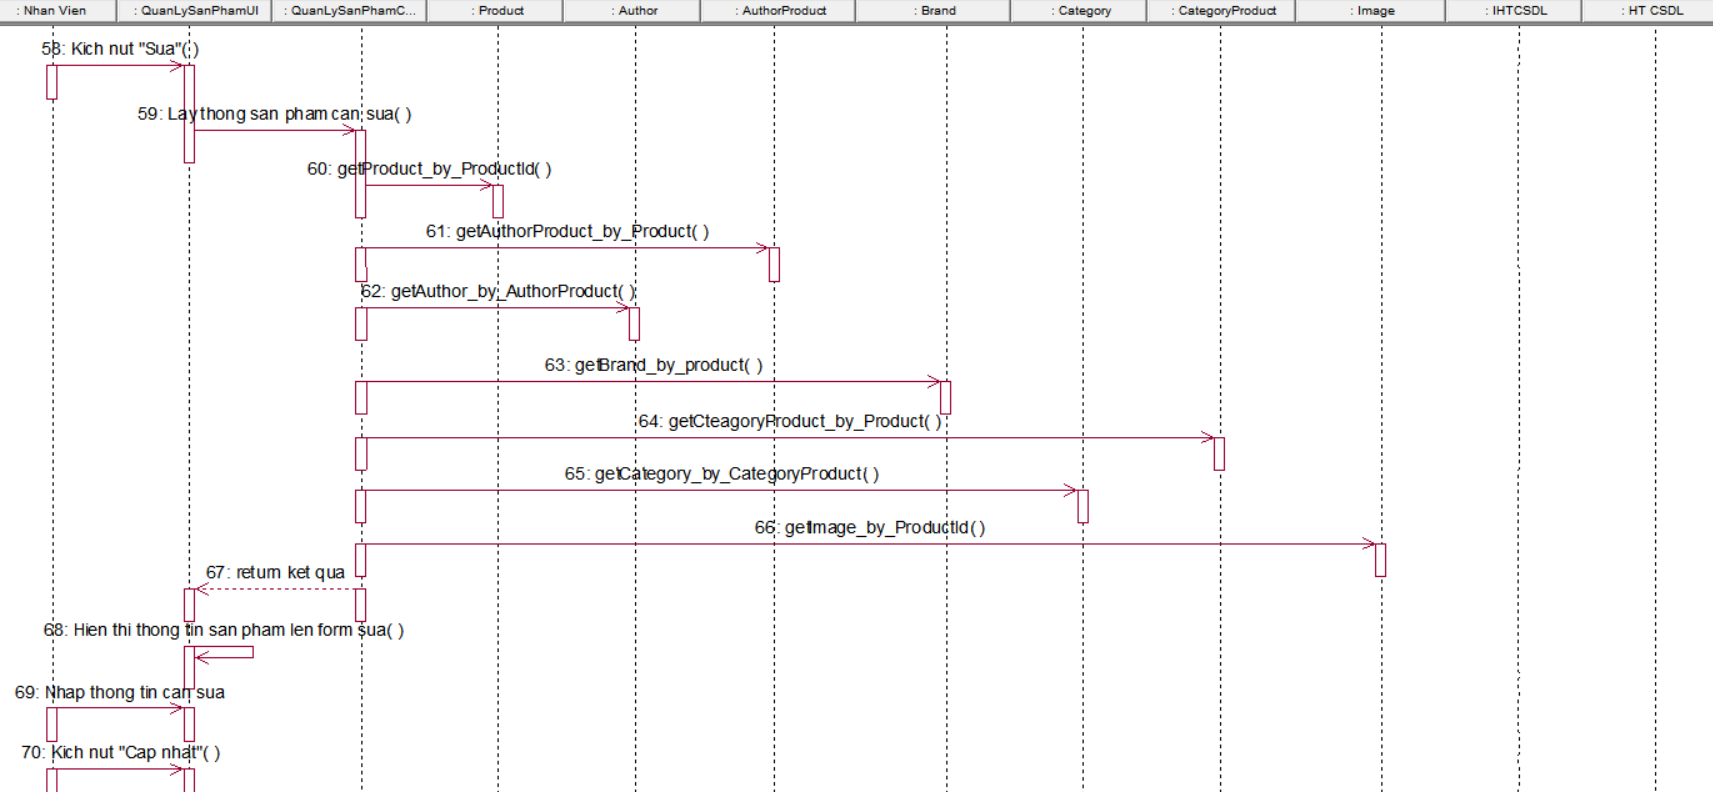 : Nhan Vien
: QuanLySanPhamUI
: QuanLySanPhamC...
: Product
: Author
: AuthorProduct
: Brand
: Category
: CategoryProduct
: Image
: IHTCSDL
: HT CSDL
58: Kich nut "Sua"( )
59: Lay thong san pham can sua( )
60: getProduct_by_ProductId( )
61: getAuthorProduct_by_Product( )
62: getAuthor_by_AuthorProduct( )
63: getBrand_by_product( )
64: getCteagoryProduct_by_Product( )
65: getCategory_by_CategoryProduct( )
66: getImage_by_ProductId( )
67: return ket qua
68: Hien thi thong tin san pham len form sua( )
69: Nhap thong tin can sua
70: Kich nut "Cap nhat"( )